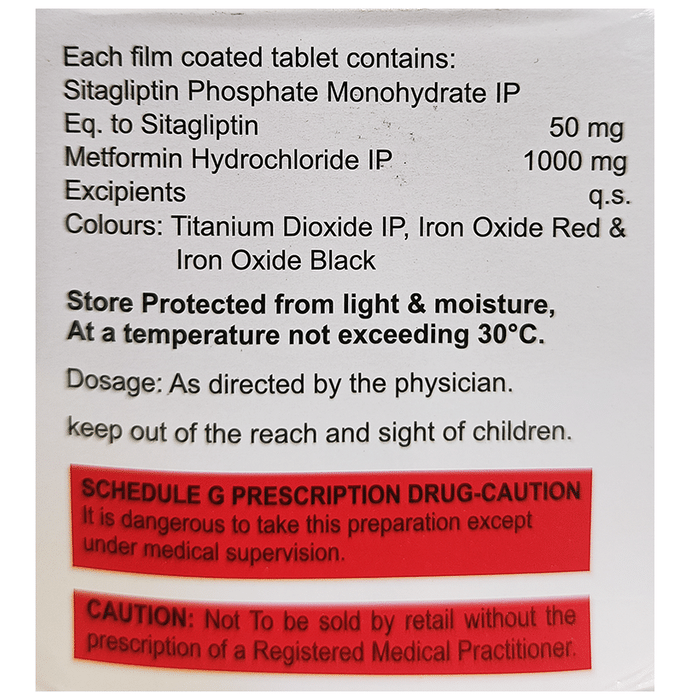 Each film coated tablet contains:
Sitagliptin Phosphate Monohydrate IP
Eq. to Sitagliptin 50 mg
Metformin Hydrochloride IP 1000 mg
Excipients q.s.
Colours: Titanium Dioxide IP, Iron Oxide Red &
Iron Oxide Black
Store Protected from light & moisture,
At a temperature not exceeding 30°C.
Dosage: As directed by the physician.
keep out of the reach and sight of children.
SCHEDULE G PRESCRIPTION DRUG-CAUTION
It is dangerous to take this preparation except
under medical supervision.
CAUTION: Not To be sold by retail without the
prescription of a Registered Medical Practitioner.